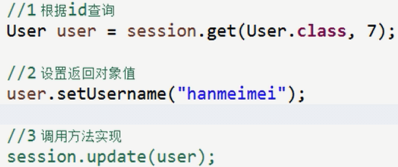 //1 根据id查询
User user = session.get(User.class, 7);
//2 设置返回对象值
user.setUsername("hanmeimei");
//3 调用方法实现
session.update(user);